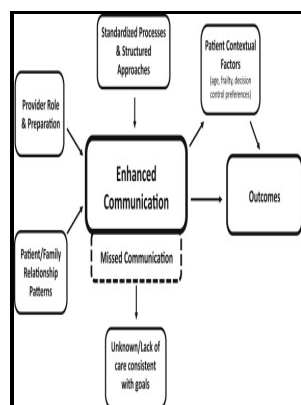 Standardized Processes
& Structured
Approaches
Patient Contextual
Factors
(age, frailty, decision
control preferences)
Provider Role
& Preparation
Enhanced
Communication
Outcomes
Missed Communication
Patient/Family
Relationship
Patterns
Unknown/Lack of
care consistent
with goals